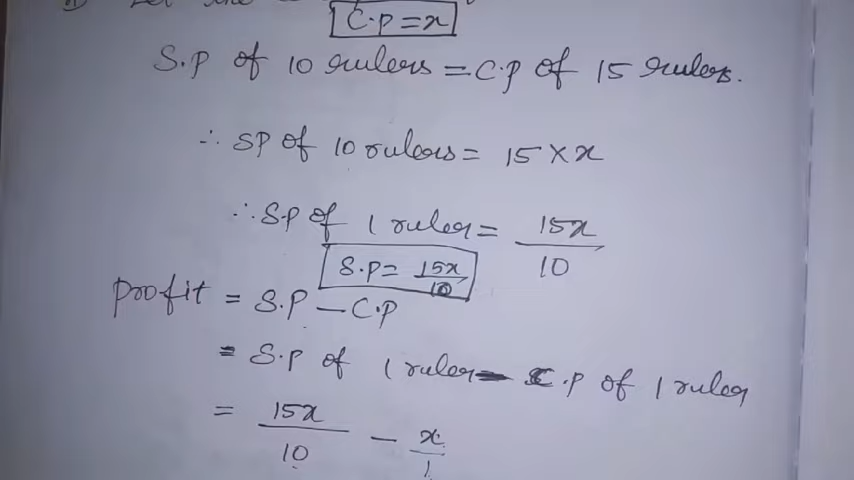 C.P = x
S.P of 10 rulers = C.P of 15 rulers.
∴ SP of 10 rulers = 15 × x
∴ S.P of 1 ruler = 15x/10
S.P = 15x/10
Profit = S.P – C.P
= S.P of 1 ruler – C.P of 1 ruler
= 15x/10 – x/1